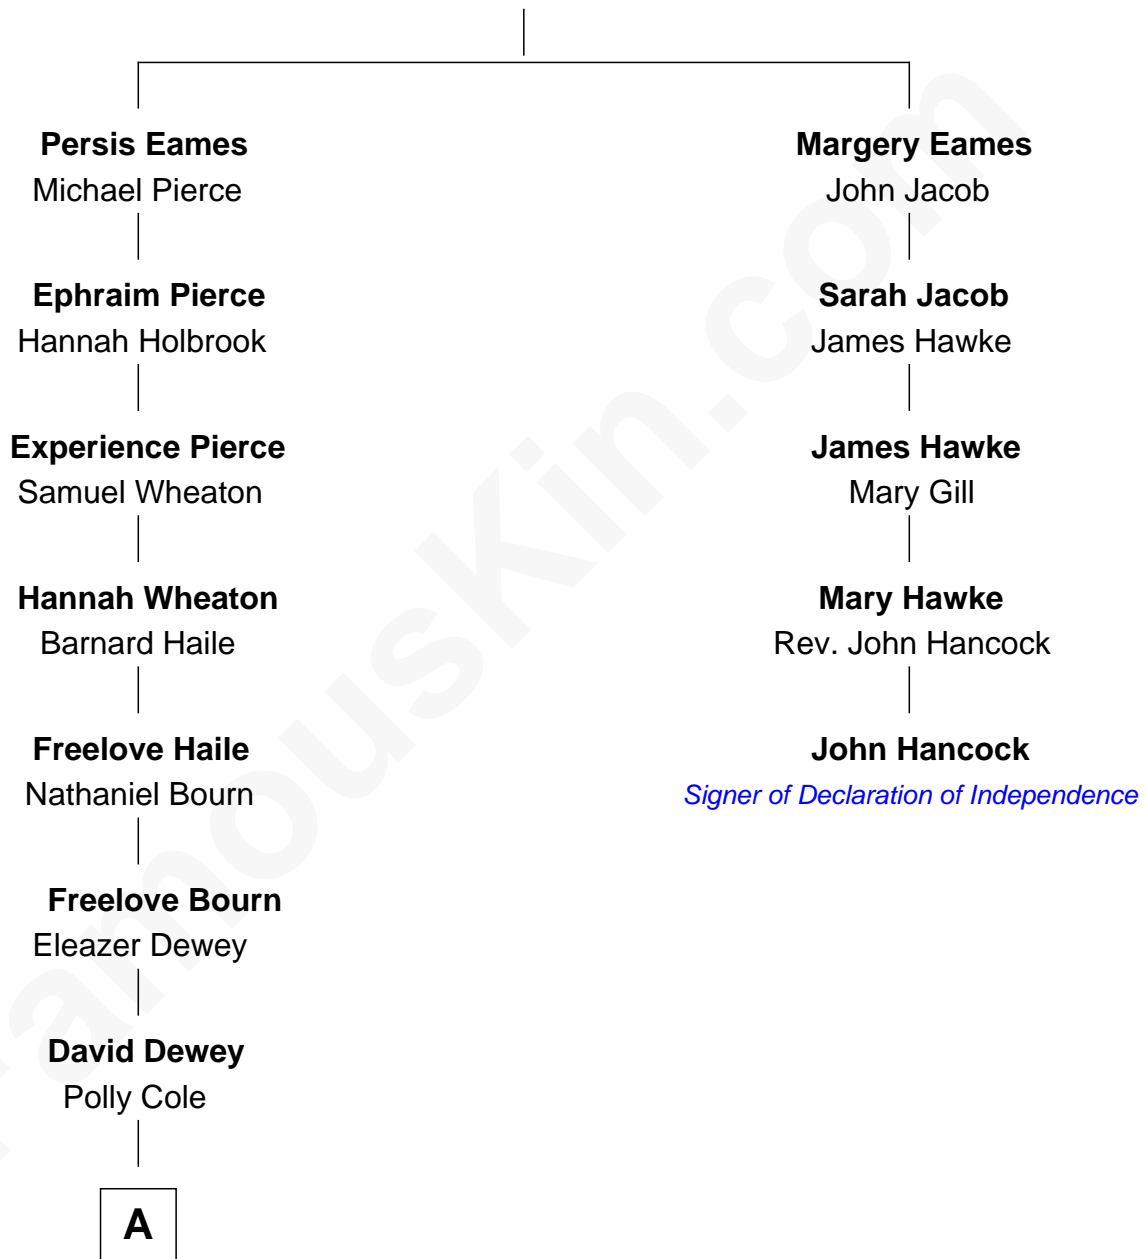 Persis Eames
Michael Pierce
Ephraim Pierce
Hannah Holbrook
Experience Pierce
Samuel Wheaton
Hannah Wheaton
Barnard Haile
Freelove Haile
Nathaniel Bourn
Freelove Bourn
Eleazer Dewey
David Dewey
Polly Cole
A
Margery Eames
John Jacob
Sarah Jacob
James Hawke
James Hawke
Mary Gill
Mary Hawke
Rev. John Hancock
John Hancock
Signer of Declaration of Independence
FamousKin.com